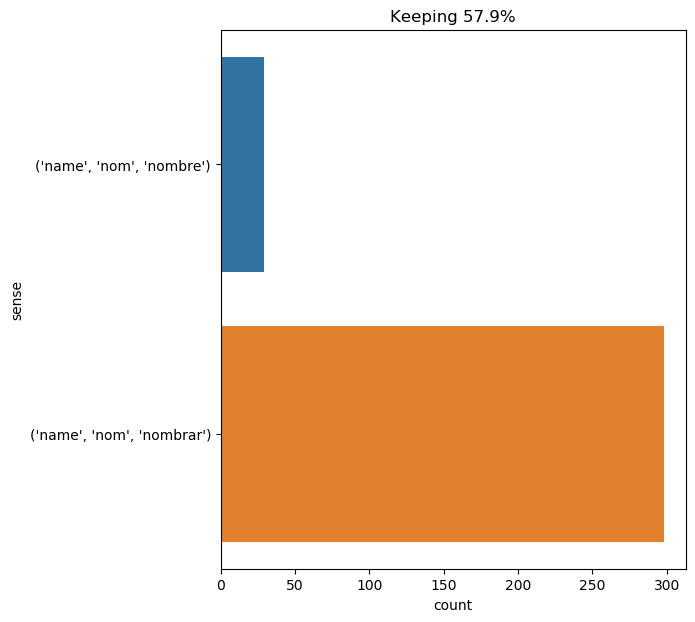 Keeping 57.9%
('name', 'nom', 'nombre')
sense
('name', 'nom', 'nombrar')
0 50 100 150 200 250 300
count